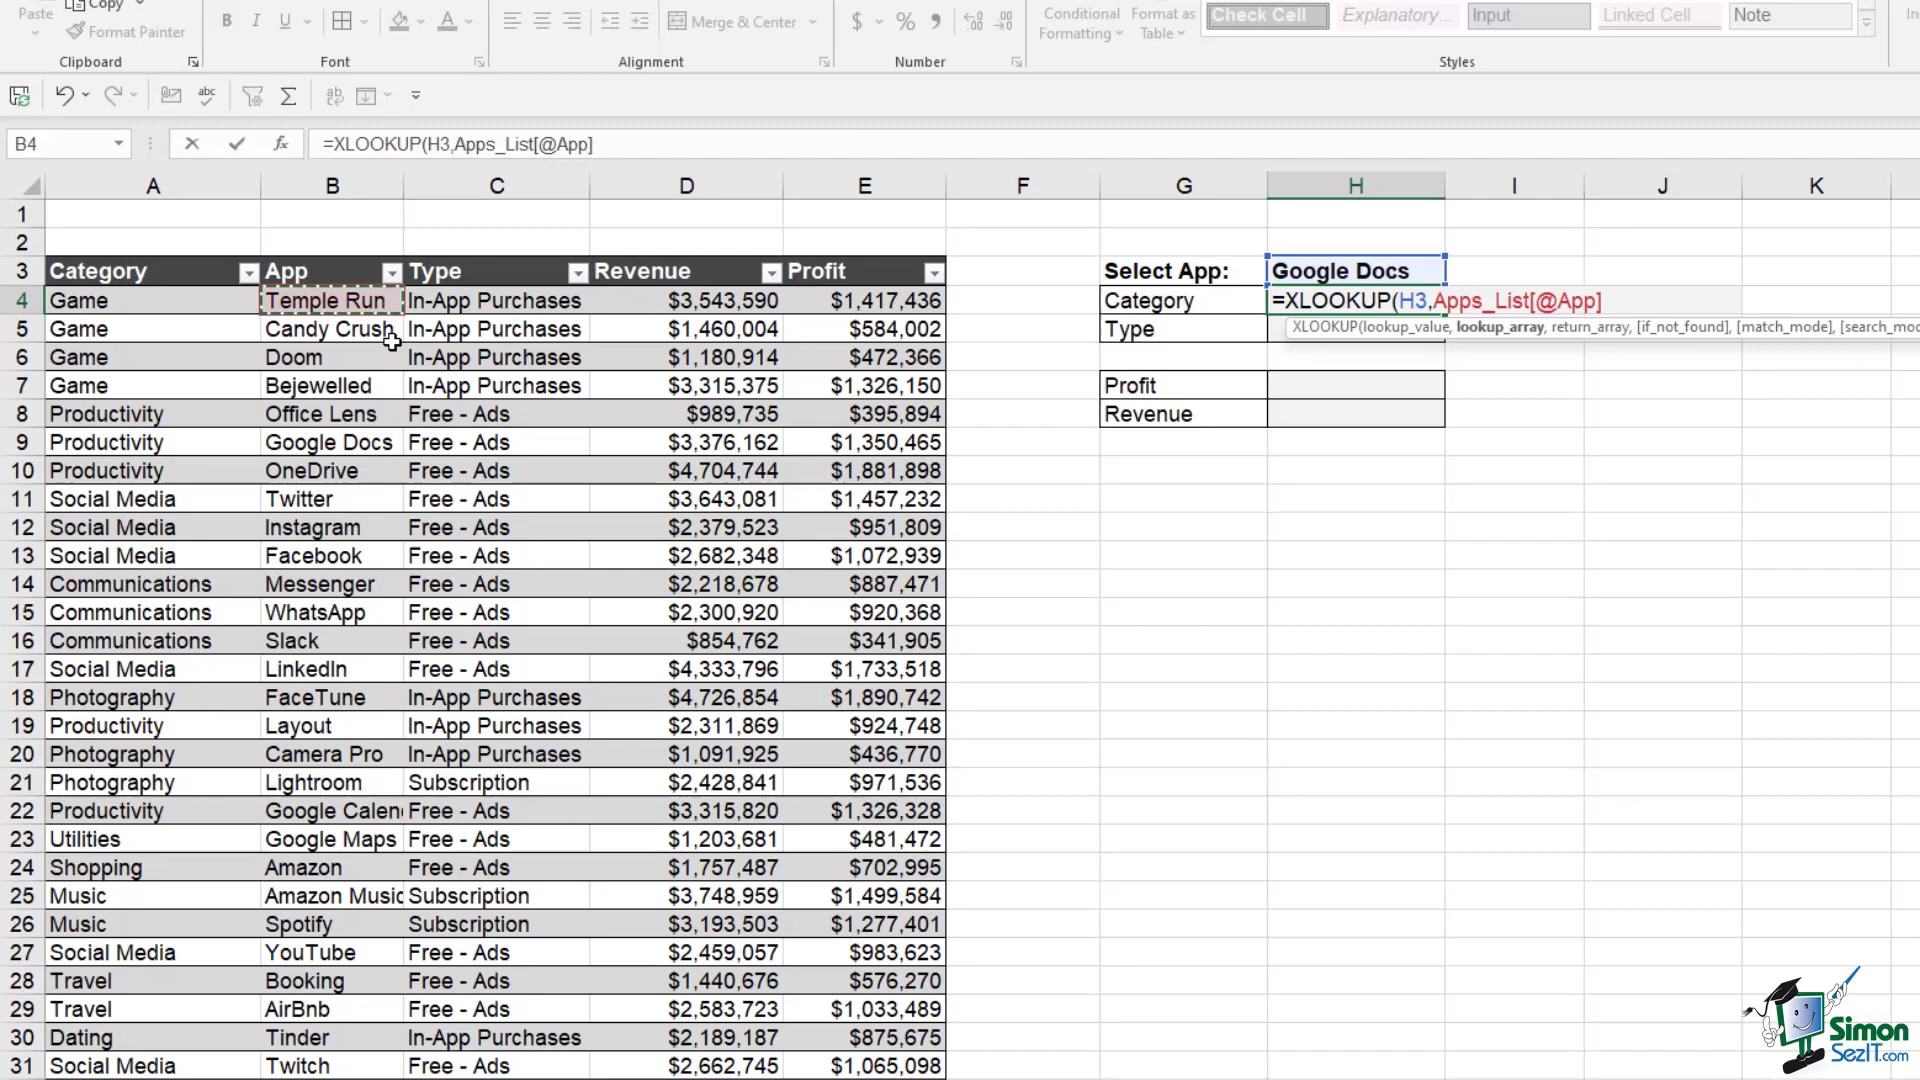 Paste Copy Conditional Format as Check Cell Explanatory... Input Linked Cell Note
Format Painter B I U A Merge & Center $ % 9 Formatting Table
Clipboard Font Alignment Number Styles
abc
B4 fx =XLOOKUP(H3,Apps_List[@App]
A B C D E F G H I J K
1
2
3 Category App Type Revenue Profit Select App: Google Docs
4 Game Temple Run In-App Purchases $3,543,590 $1,417,436 Category =XLOOKUP(H3,Apps_List[@App]
5 Game Candy Crush In-App Purchases $1,460,004 $584,002 Type XLOOKUP(lookup_value, lookup_array, return_array, [if_not_found], [match_mode], [search_mo
6 Game Doom In-App Purchases $1,180,914 $472,366
7 Game Bejewelled In-App Purchases $3,315,375 $1,326,150 Profit
8 Productivity Office Lens Free - Ads $989,735 $395,894 Revenue
9 Productivity Google Docs Free - Ads $3,376,162 $1,350,465
10 Productivity OneDrive Free - Ads $4,704,744 $1,881,898
11 Social Media Twitter Free - Ads $3,643,081 $1,457,232
12 Social Media Instagram Free - Ads $2,379,523 $951,809
13 Social Media Facebook Free - Ads $2,682,348 $1,072,939
14 Communications Messenger Free - Ads $2,218,678 $887,471
15 Communications WhatsApp Free - Ads $2,300,920 $920,368
16 Communications Slack Free - Ads $854,762 $341,905
17 Social Media LinkedIn Free - Ads $4,333,796 $1,733,518
18 Photography FaceTune In-App Purchases $4,726,854 $1,890,742
19 Productivity Layout In-App Purchases $2,311,869 $924,748
20 Photography Camera Pro In-App Purchases $1,091,925 $436,770
21 Photography Lightroom Subscription $2,428,841 $971,536
22 Productivity Google Calen Free - Ads $3,315,820 $1,326,328
23 Utilities Google Maps Free - Ads $1,203,681 $481,472
24 Shopping Amazon Free - Ads $1,757,487 $702,995
25 Music Amazon Music Subscription $3,748,959 $1,499,584
26 Music Spotify Subscription $3,193,503 $1,277,401
27 Social Media YouTube Free - Ads $2,459,057 $983,623
28 Travel Booking Free - Ads $1,440,676 $576,270
29 Travel AirBnb Free - Ads $2,583,723 $1,033,489
30 Dating Tinder In-App Purchases $2,189,187 $875,675
31 Social Media Twitch Free - Ads $2,662,745 $1,065,098
Simon
SezIT.com